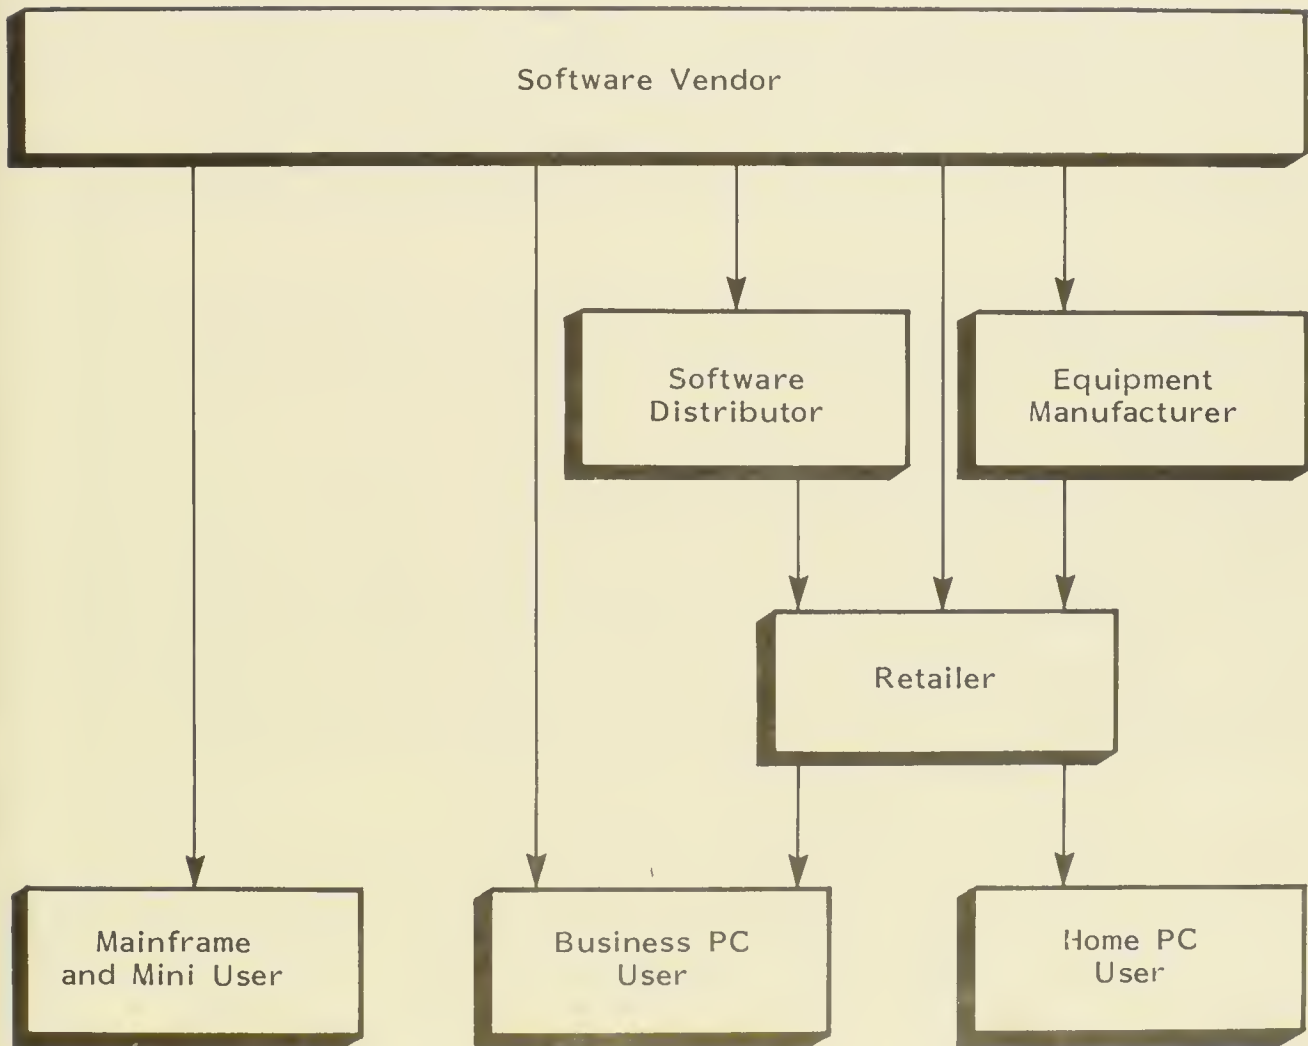 Software Vendor
Software
Distributor
Equipment
Manufacturer
Retailer
Mainframe
and Mini User
Business PC
User
Home PC
User